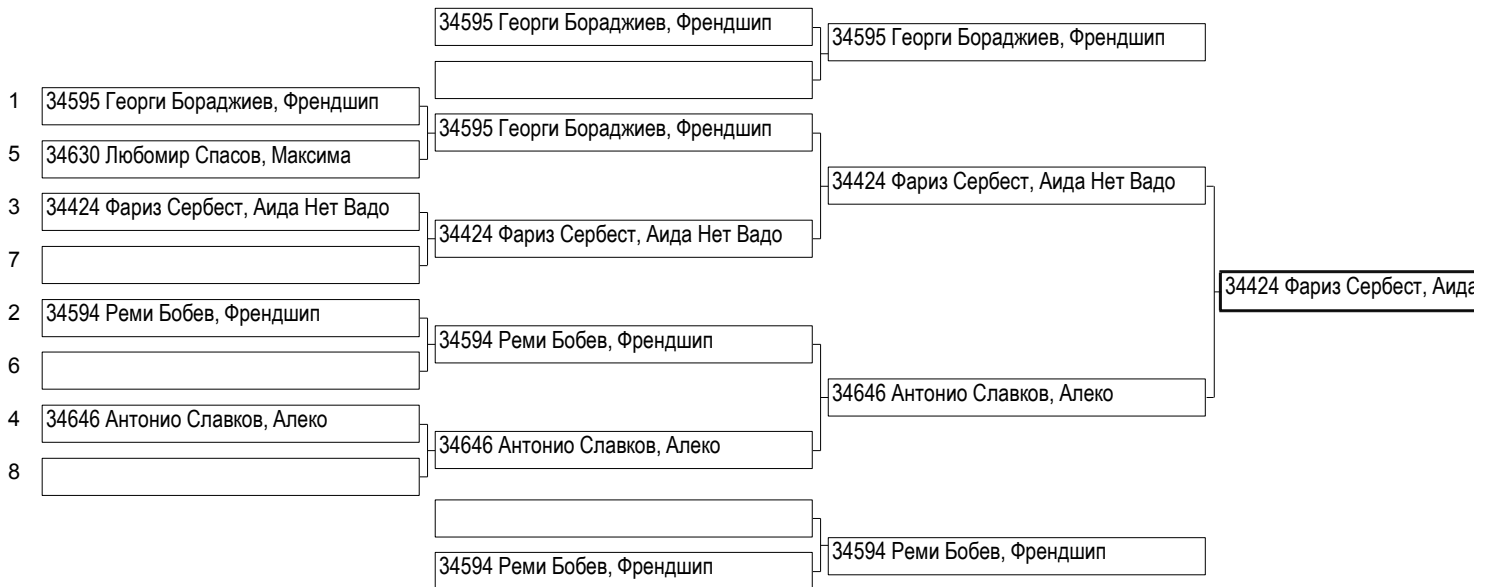 34595 Георги Бораджиев, Френдшип
34595 Георги Бораджиев, Френдшип
1 34595 Георги Бораджиев, Френдшип
34595 Георги Бораджиев, Френдшип
5 34630 Любомир Спасов, Максима
34424 Фариз Сербест, Аида Нет Вадо
3 34424 Фариз Сербест, Аида Нет Вадо
34424 Фариз Сербест, Аида Нет Вадо
7
34424 Фариз Сербест, Аида
2 34594 Реми Бобев, Френдшип
34594 Реми Бобев, Френдшип
6
34646 Антонио Славков, Алеко
4 34646 Антонио Славков, Алеко
34646 Антонио Славков, Алеко
8
34594 Реми Бобев, Френдшип
34594 Реми Бобев, Френдшип